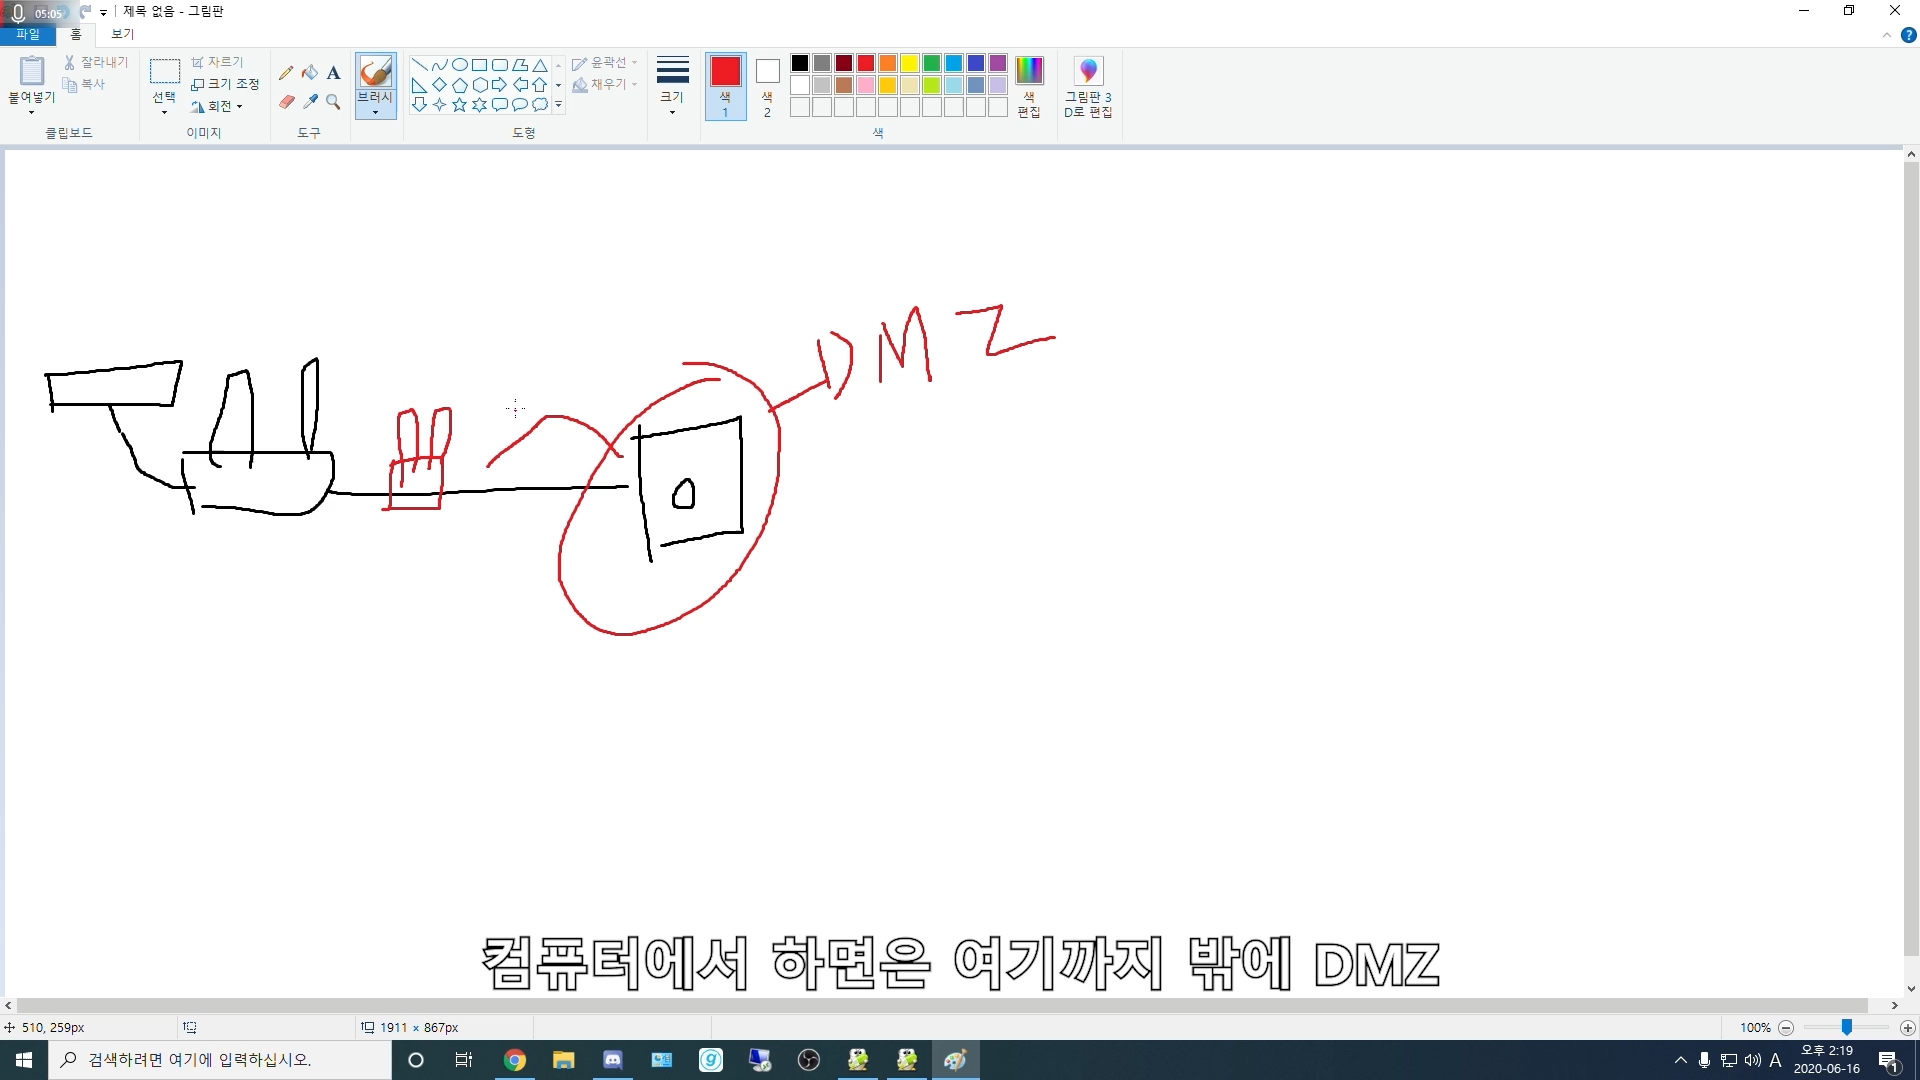 05:05
제목 없음 - 그림판
파일
홈
보기
붙여넣기
잘라내기
복사
클립보드
선택
자르기
크기 조정
회전
이미지
A
도구
브러시
윤곽선
채우기
도형
크기
색
1
색
2
색
편집
색
그림판 3
D로 편집
DMZ
컴퓨터에서 하면은 여기까지 밖에 DMZ
510, 259px
1911 × 867px
100%
검색하려면 여기에 입력하십시오.
A
오후 2:19
2020-06-16
1